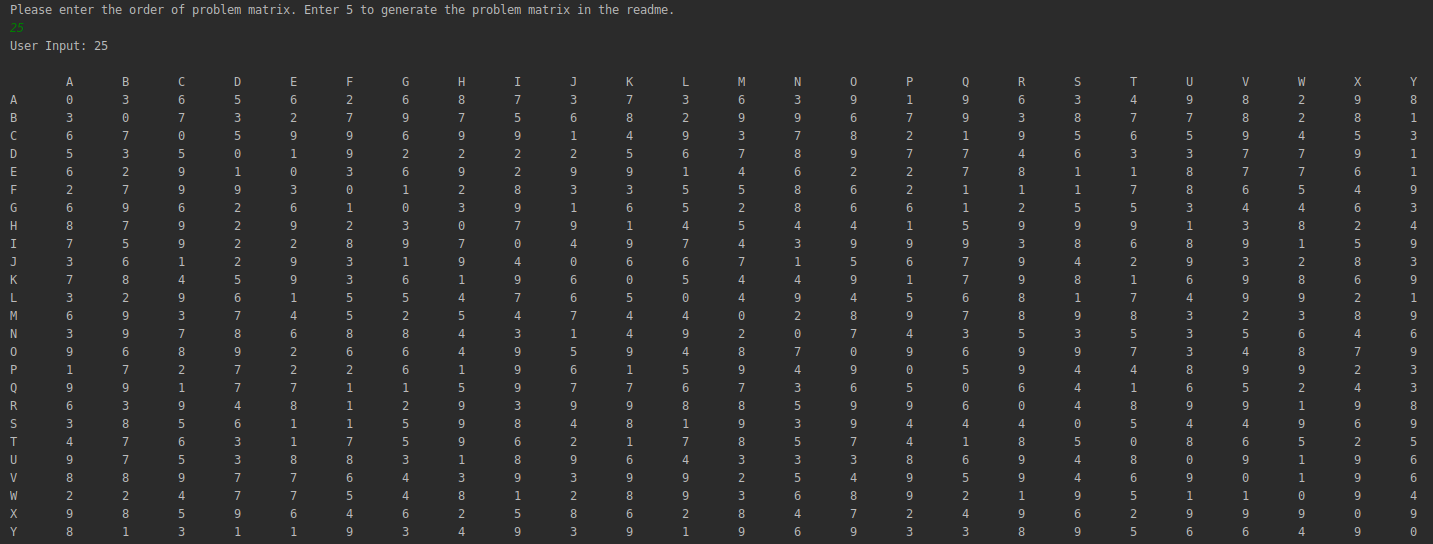 Please enter the order of problem matrix. Enter 5 to generate the problem matrix in the readme.
25
User Input: 25
A B C D E F G H I J K L M N O P Q R S T U V W X Y
A 0 3 6 5 6 2 6 8 7 3 7 3 6 3 9 1 9 6 3 4 9 8 2 9 8
B 3 0 7 3 2 7 9 7 5 6 8 2 9 9 6 7 9 3 8 7 7 8 2 8 1
C 6 7 0 5 9 9 6 9 9 1 4 9 3 7 8 2 1 9 5 6 5 9 4 5 3
D 5 3 5 0 1 9 2 2 2 2 5 6 7 8 9 7 7 4 6 3 3 7 7 9 1
E 6 2 9 1 0 3 6 9 2 9 9 1 4 6 2 2 7 8 1 1 8 7 7 6 1
F 2 7 9 9 3 0 1 2 8 3 3 5 5 8 6 2 1 1 1 7 8 6 5 4 9
G 6 9 6 2 6 1 0 3 9 1 6 5 2 8 6 6 1 2 5 5 3 4 4 6 3
H 8 7 9 2 9 2 3 0 7 9 1 4 5 4 4 1 5 9 9 9 1 3 8 2 4
I 7 5 9 2 2 8 9 7 0 4 9 7 4 3 9 9 9 3 8 6 8 9 1 5 9
J 3 6 1 2 9 3 1 9 4 0 6 6 7 1 5 6 7 9 4 2 9 3 2 8 3
K 7 8 4 5 9 3 6 1 9 6 0 5 4 4 9 1 7 9 8 1 6 9 8 6 9
L 3 2 9 6 1 5 5 4 7 6 5 0 4 9 4 5 6 8 1 7 4 9 9 2 1
M 6 9 3 7 4 5 2 5 4 7 4 4 0 2 8 9 7 8 9 8 3 2 3 8 9
N 3 9 7 8 6 8 8 4 3 1 4 9 2 0 7 4 3 5 3 5 3 5 6 4 6
O 9 6 8 9 2 6 6 4 9 5 9 4 8 7 0 9 6 9 9 7 3 4 8 7 9
P 1 7 2 7 2 2 6 1 9 6 1 5 9 4 9 0 5 9 4 4 8 9 9 2 3
Q 9 9 1 7 7 1 1 5 9 7 7 6 7 3 6 5 0 6 4 1 6 5 2 4 3
R 6 3 9 4 8 1 2 9 3 9 9 8 8 5 9 9 6 0 4 8 9 9 1 9 8
S 3 8 5 6 1 1 5 9 8 4 8 1 9 3 9 4 4 4 0 5 4 4 9 6 9
T 4 7 6 3 1 7 5 9 6 2 1 7 8 5 7 4 1 8 5 0 8 6 5 2 5
U 9 7 5 3 8 8 3 1 8 9 6 4 3 3 3 8 6 9 4 8 0 9 1 9 6
V 8 8 9 7 7 6 4 3 9 3 9 9 2 5 4 9 5 9 4 6 9 0 1 9 6
W 2 2 4 7 7 5 4 8 1 2 8 9 3 6 8 9 2 1 9 5 1 1 0 9 4
X 9 8 5 9 6 4 6 2 5 8 6 2 8 4 7 2 4 9 6 2 9 9 9 0 9
Y 8 1 3 1 1 9 3 4 9 3 9 1 9 6 9 3 3 8 9 5 6 6 4 9 0